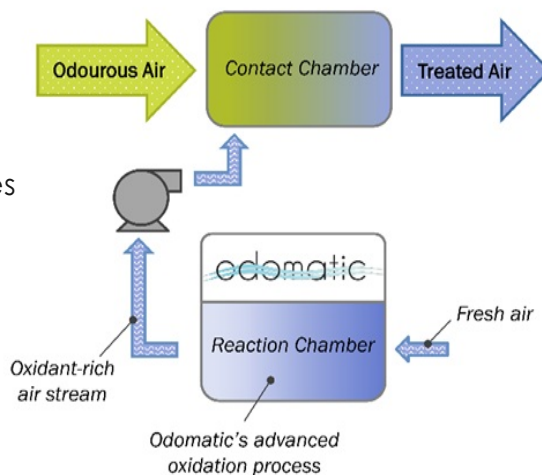 Odourous Air
Contact Chamber
Treated Air
es
odomatic
Fresh air
Reaction Chamber
Oxidant-rich
air stream
Odomatic's advanced
oxidation process